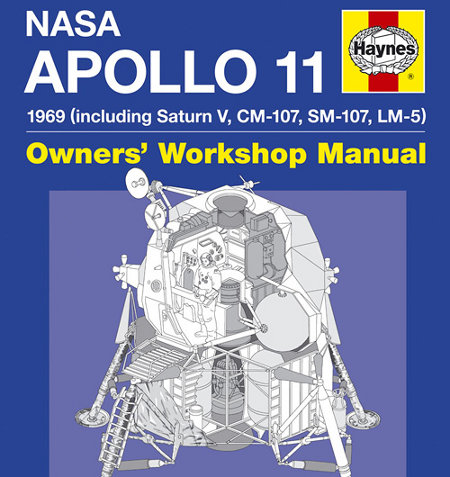 NASA
APOLLO 11
Haynes
®
1969 (including Saturn V, CM-107, SM-107, LM-5)
Owners’ Workshop Manual